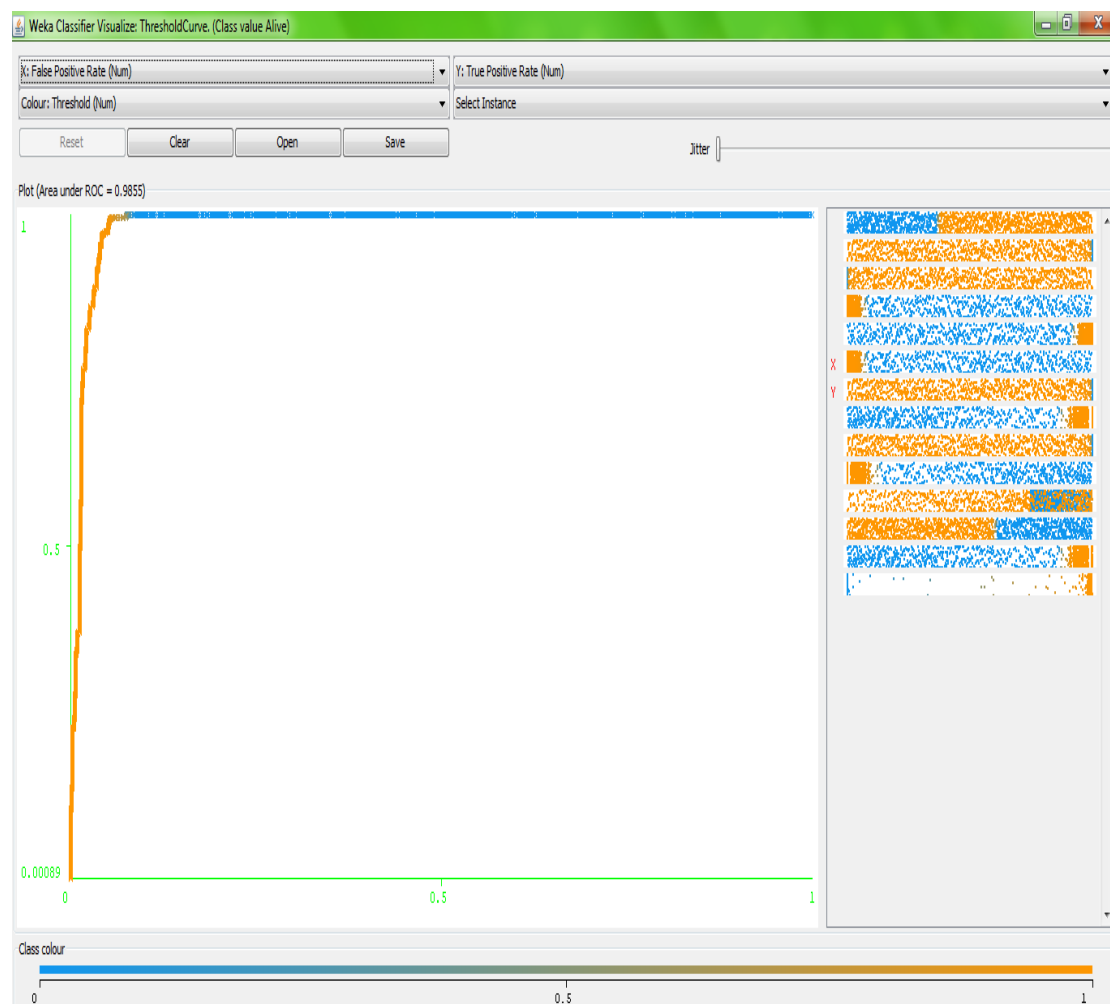 Weka Classifier Visualize: ThresholdCurve. (Class value Alive)
X: False Positive Rate (Num) Y: True Positive Rate (Num)
Colour: Threshold (Num) Select Instance
Reset Clear Open Save Jitter
Plot (Area under ROC = 0.9855)
1
0.5
0.00089
0 0.5 1
X
Y
Class colour
0 0.5 1